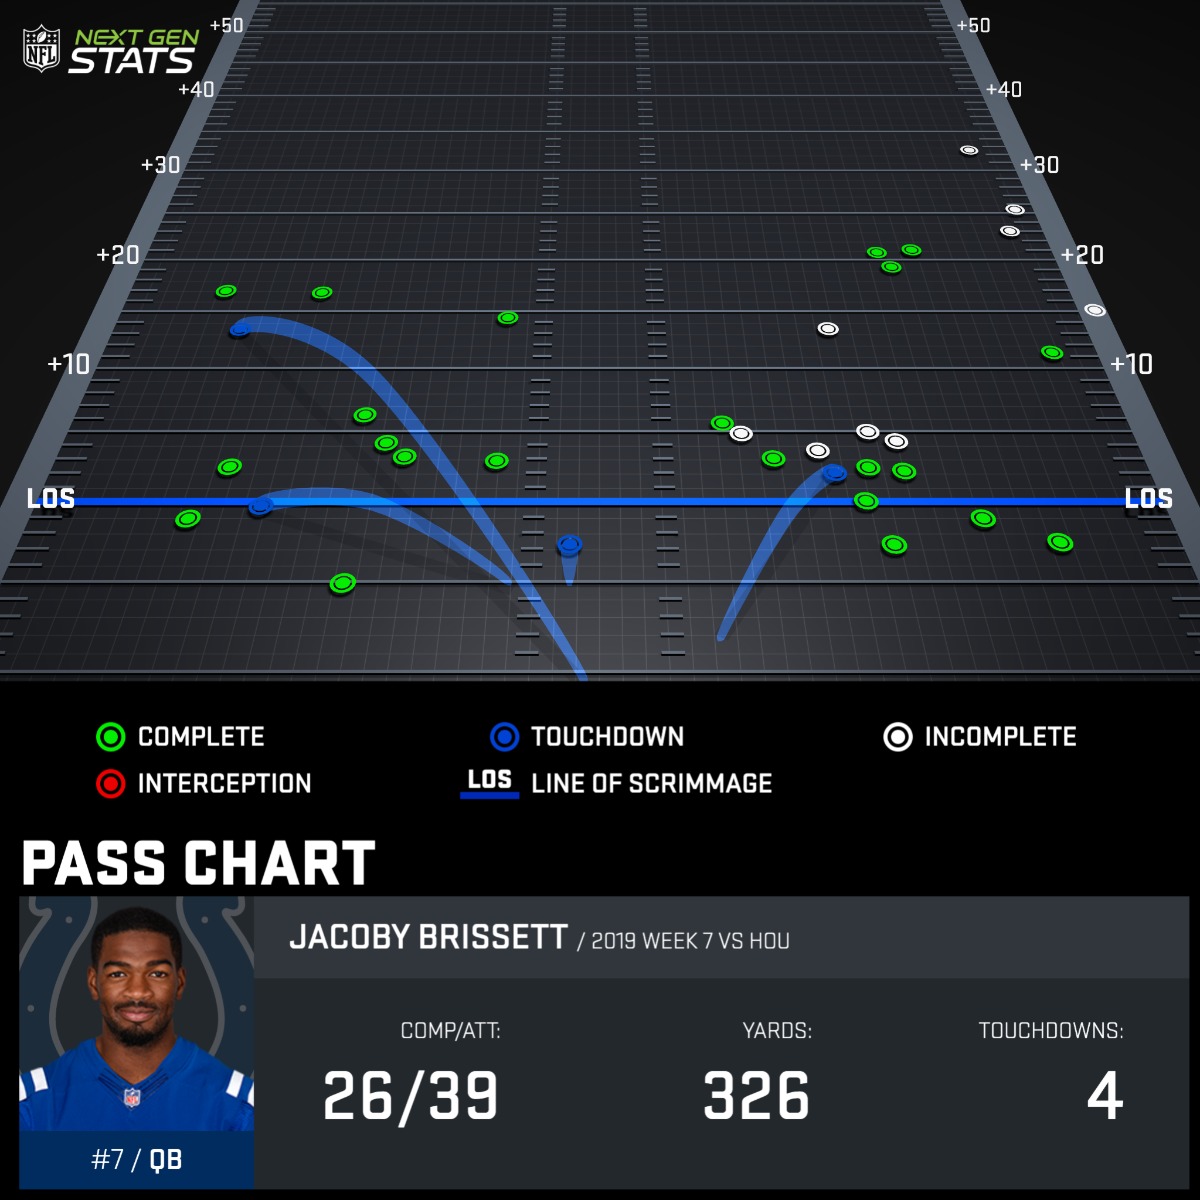 NFL
NEXT GEN
STATS
+50 +50
+40 +40
+30 +30
+20 +20
+10 +10
LOS LOS
COMPLETE TOUCHDOWN INCOMPLETE
INTERCEPTION LOS LINE OF SCRIMMAGE
PASS CHART
JACOBY BRISSETT / 2019 WEEK 7 VS HOU
COMP/ATT: YARDS: TOUCHDOWNS:
26/39 326 4
#7 / QB